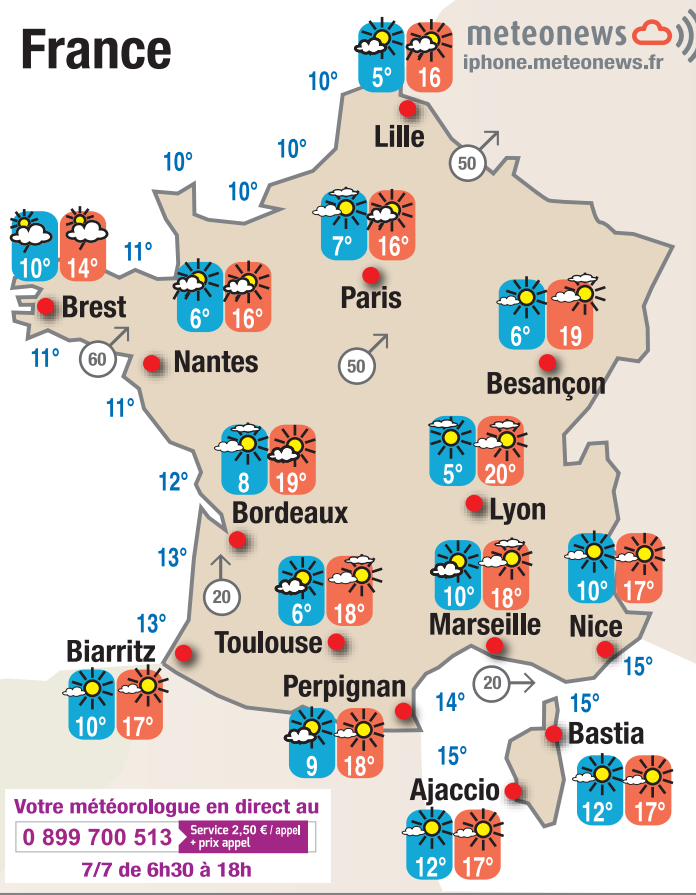 France
meteonews
iphone.meteonews.fr
5° 16
10°
Lille
10°
10°
10°
50
7° 16°
10° 14°
11°
Paris
Brest
6° 16°
6° 19
11°
60
Nantes
50
Besançon
11°
8 19°
5° 20°
12°
Bordeaux
Lyon
13°
20
6° 18°
10° 18°
10° 17°
13°
Toulouse
Marseille
Nice
Biarritz
15°
10° 17°
Perpignan
14°
20
15°
9 18°
Bastia
15°
12° 17°
Ajaccio
12° 17°
Votre météorologue en direct au
0 899 700 513
Service 2,50 € / appel
+ prix appel
7/7 de 6h30 à 18h